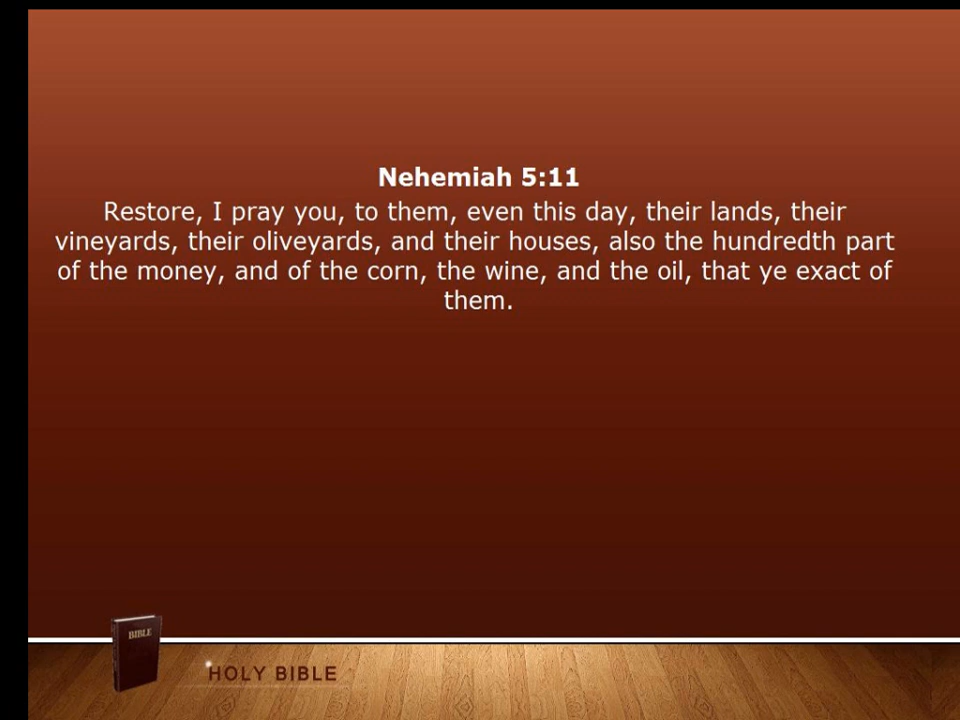 Nehemiah 5:11
Restore, I pray you, to them, even this day, their lands, their
vineyards, their oliveyards, and their houses, also the hundredth part
of the money, and of the corn, the wine, and the oil, that ye exact of
them.
BIBLE
HOLY BIBLE